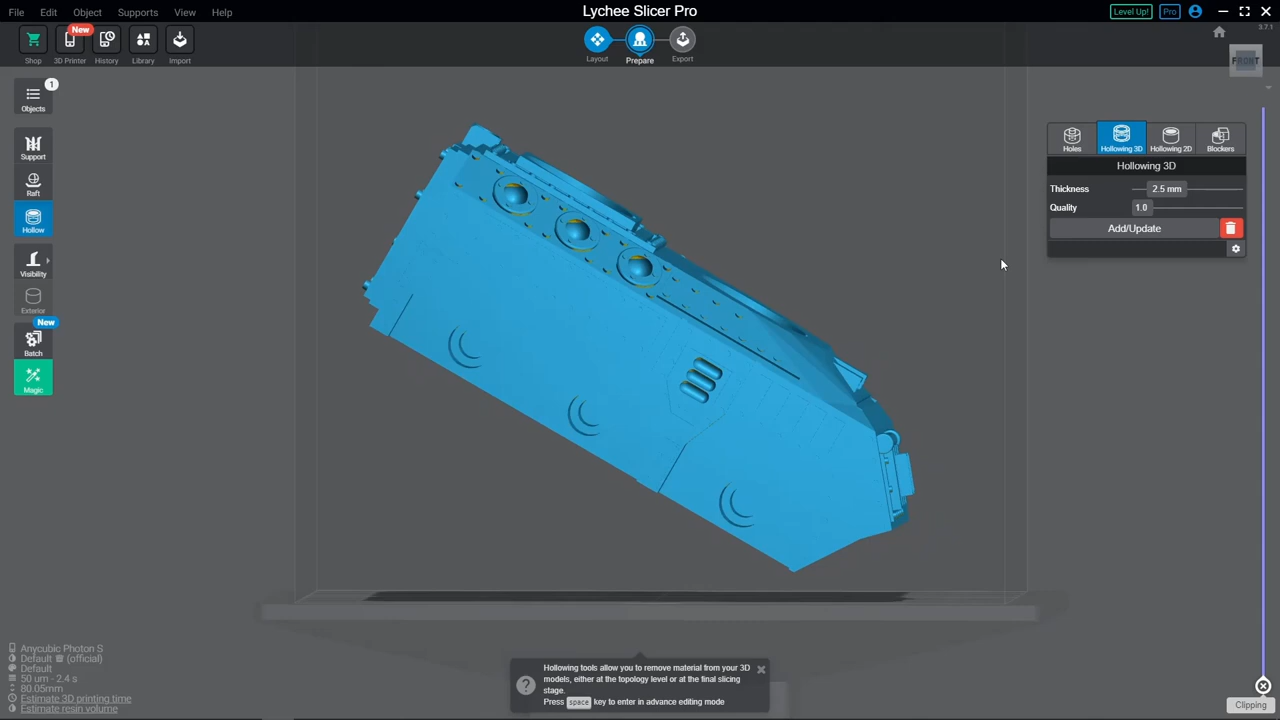 File Edit Object Supports View Help
Lychee Slicer Pro
Level Up! Pro
3.7.1
New
Shop 3D Printer History Library Import
Layout Prepare Export
FRONT
1
Objects
Support
Raft
Hollow
Visibility
Exterior
New
Batch
Magic
Holes Hollowing 3D Hollowing 2D Blockers
Hollowing 3D
Thickness 2.5 mm
Quality 1.0
Add/Update
Anycubic Photon S
Default (official)
Default
50 um - 2.4 s
80.05mm
Estimate 3D printing time
Estimate resin volume
Hollowing tools allow you to remove material from your 3D
models, either at the topology level or at the final slicing
stage.
Press space key to enter in advance editing mode
Clipping